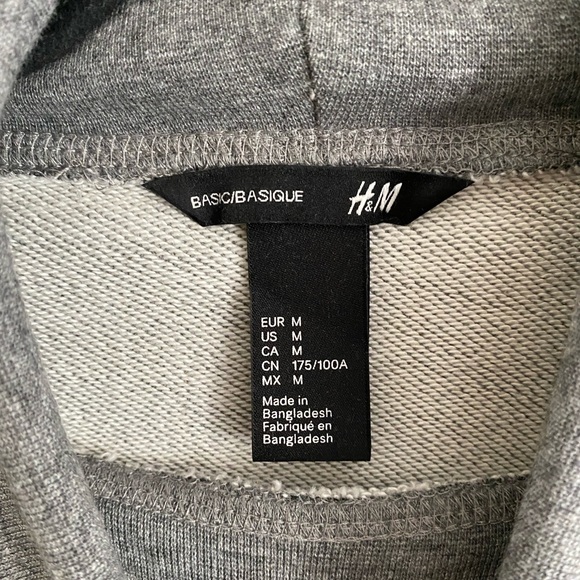 BASIC/BASIQUE H&M
EUR M
US M
CA M
CN 175/100A
MX M
Made in
Bangladesh
Fabriqué en
Bangladesh